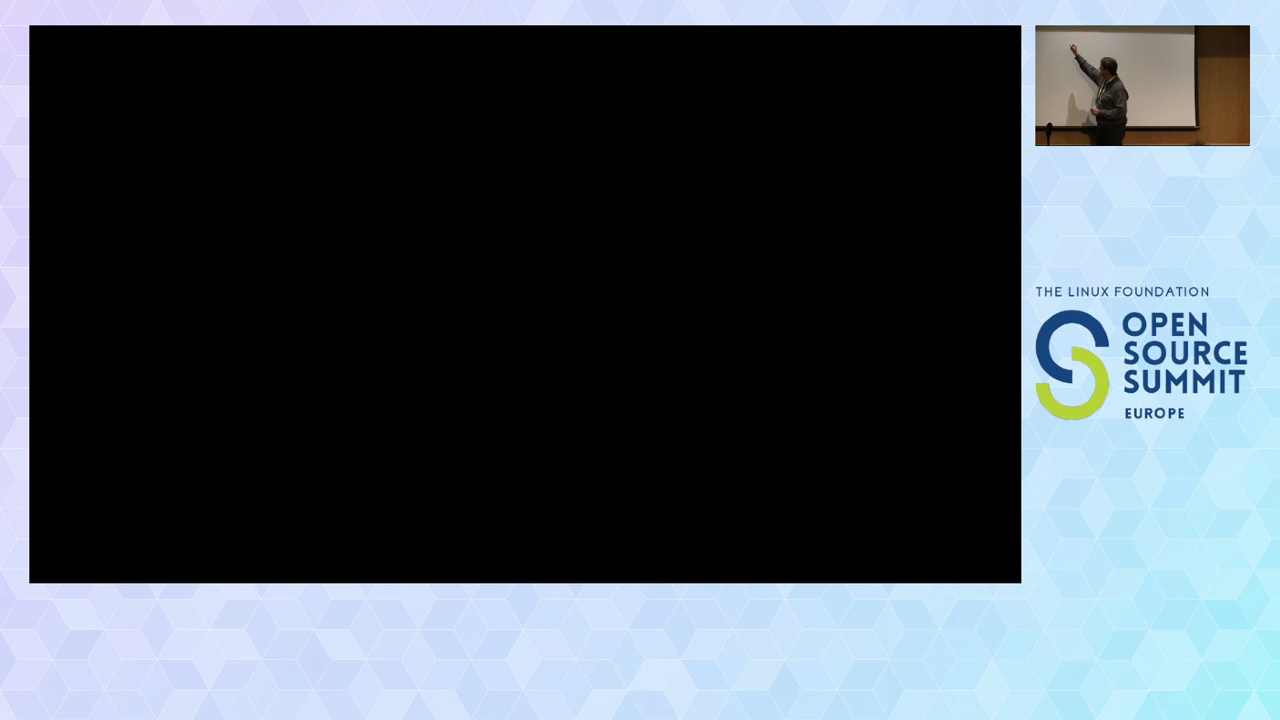 THE LINUX FOUNDATION
OPEN
SOURCE
SUMMIT
EUROPE